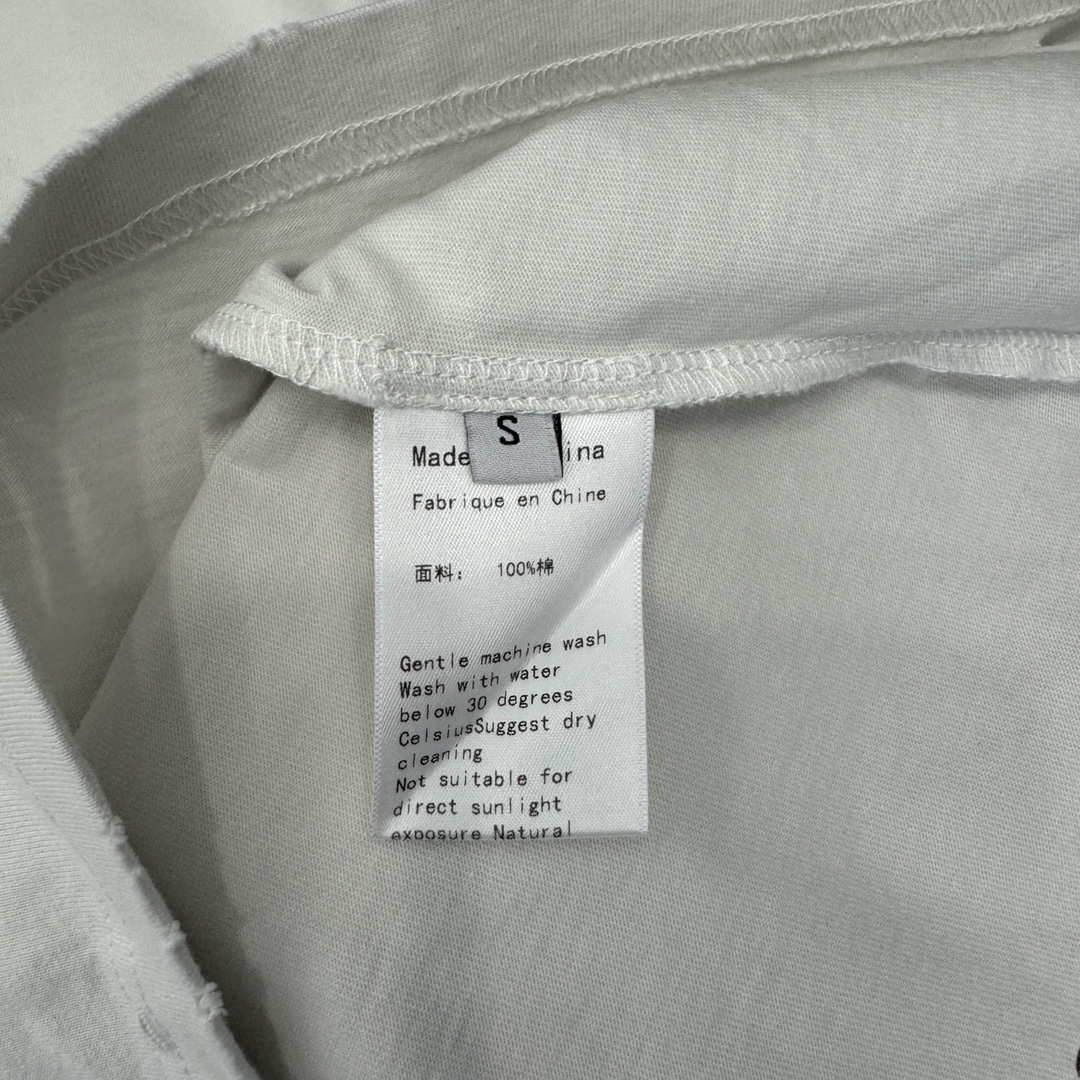 S
Made ina
Fabrique en Chine
面料: 100%棉
Gentle machine wash
Wash with water
below 30 degrees
CelsiusSuggest dry
cleaning
Not suitable for
direct sunlight
exposure Natural